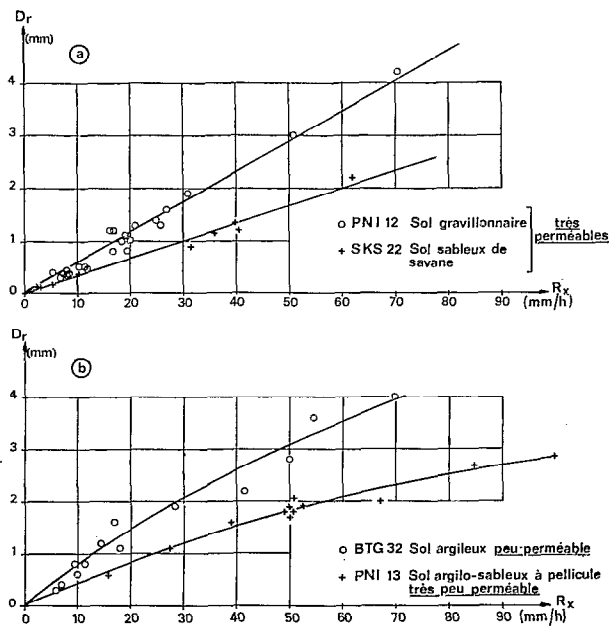 Dr
(mm)
a
4
3
2
1
0
PNI 12 Sol gravillonnaire
SKS 22 Sol sableux de
savane
très
perméables
0 10 20 30 40 50 60 70 80 90
Rx
(mm/h)
Dr
(mm)
b
4
3
2
1
0
BTG 32 Sol argileux peu perméable
PNI 13 Sol argilo-sableux à pellicule
très peu perméable
0 10 20 30 40 50 60 70 80 90
Rx
(mm/h)